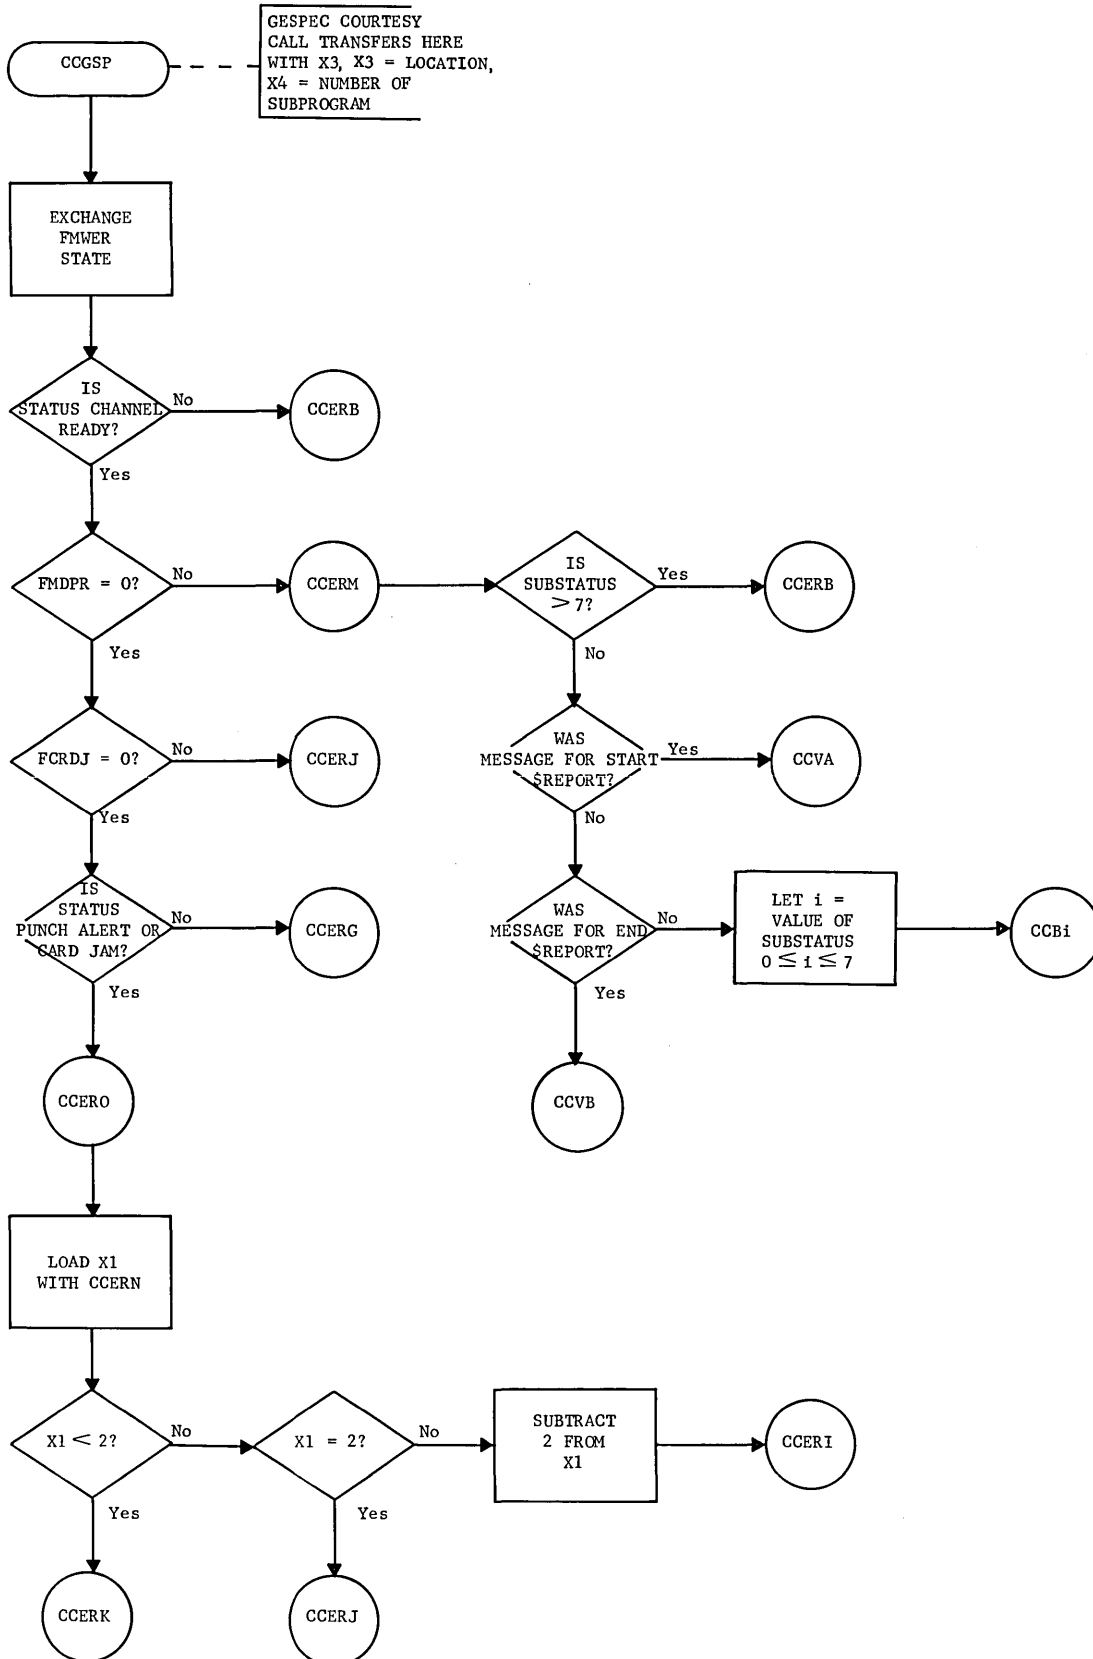 CCGSP
GESPEC COURTESY
CALL TRANSFERS HERE
WITH X3, X3 = LOCATION,
X4 = NUMBER OF
SUBPROGRAM
EXCHANGE
FMWER
STATE
IS
STATUS CHANNEL
READY?
No
CCERB
Yes
FMDPR = 0?
No
CCERM
IS
SUBSTATUS
> 7?
Yes
CCERB
Yes
No
FCRDJ = 0?
No
CCERJ
WAS
MESSAGE FOR START
$REPORT?
Yes
CCVA
Yes
No
IS
STATUS
PUNCH ALERT OR
CARD JAM?
No
CCERG
WAS
MESSAGE FOR END
$REPORT?
No
LET i =
VALUE OF
SUBSTATUS
0 ≤ i ≤ 7
CCBi
Yes
Yes
CCERO
CCVB
LOAD X1
WITH CCERN
X1 < 2?
No
X1 = 2?
No
SUBTRACT
2 FROM
X1
CCERI
Yes
Yes
CCERK
CCERJ